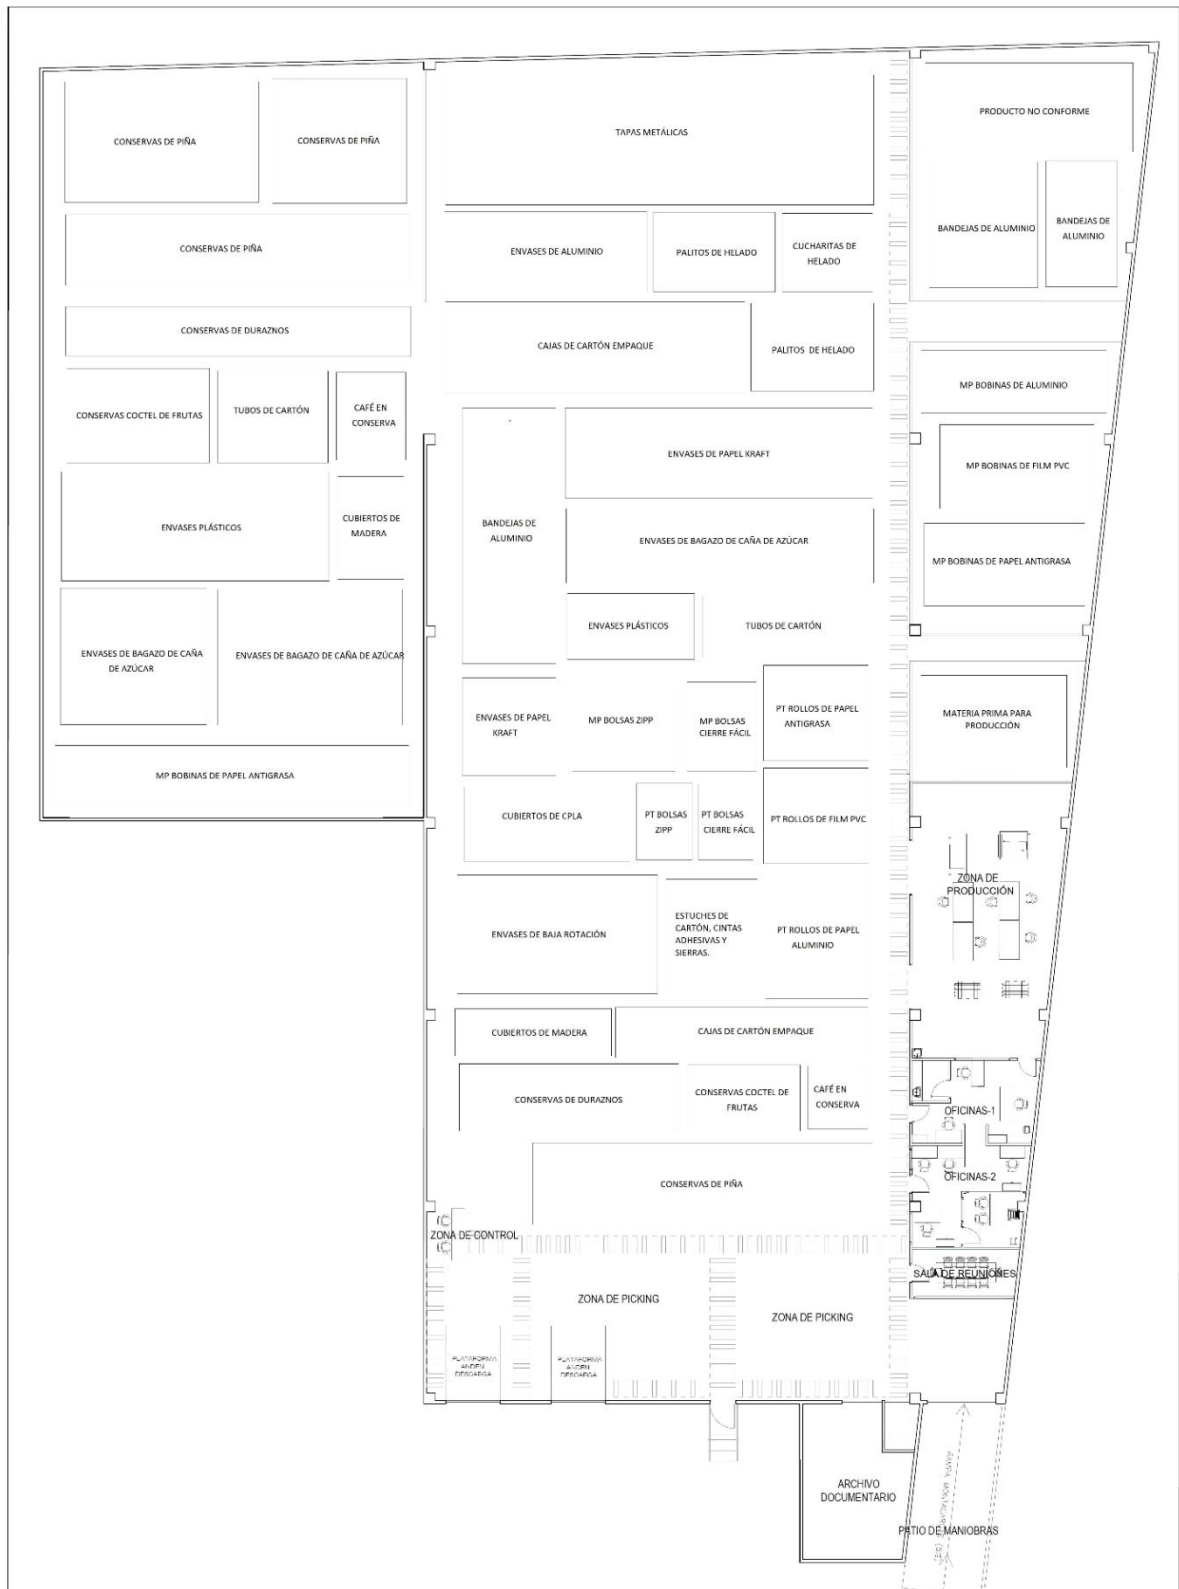 CONSERVAS DE PIÑA
CONSERVAS DE PIÑA
CONSERVAS DE PIÑA
CONSERVAS DE DURAZNOS
CONSERVAS COCTEL DE FRUTAS
TUBOS DE CARTÓN
CAFÉ EN
CONSERVA
ENVASES PLÁSTICOS
CUBIERTOS DE
MADERA
ENVASES DE BAGAZO DE CAÑA
DE AZÚCAR
ENVASES DE BAGAZO DE CAÑA DE AZÚCAR
MP BOBINAS DE PAPEL ANTIGRASA
TAPAS METÁLICAS
ENVASES DE ALUMINIO
PALITOS DE HELADO
CUCHARITAS DE
HELADO
CAJAS DE CARTÓN EMPAQUE
PALITOS DE HELADO
BANDEJAS DE
ALUMINIO
ENVASES DE PAPEL KRAFT
ENVASES DE BAGAZO DE CAÑA DE AZÚCAR
ENVASES PLÁSTICOS
TUBOS DE CARTÓN
ENVASES DE PAPEL
KRAFT
MP BOLSAS ZIPP
MP BOLSAS
CIERRE FÁCIL
PT ROLLOS DE PAPEL
ANTIGRASA
CUBIERTOS DE CPLA
PT BOLSAS
ZIPP
PT BOLSAS
CIERRE FÁCIL
PT ROLLOS DE FILM PVC
ENVASES DE BAJA ROTACIÓN
ESTUCHES DE
CARTÓN, CINTAS
ADHESIVAS Y
SIERRAS.
PT ROLLOS DE PAPEL
ALUMINIO
CUBIERTOS DE MADERA
CAJAS DE CARTÓN EMPAQUE
CONSERVAS DE DURAZNOS
CONSERVAS COCTEL DE
FRUTAS
CAFÉ EN
CONSERVA
CONSERVAS DE PIÑA
ZONA DE CONTROL
ZONA DE PICKING
ZONA DE PICKING
PLATAFORMA
ANDEN
DESCARGA
PLATAFORMA
ANDEN
DESCARGA
PRODUCTO NO CONFORME
BANDEJAS DE ALUMINIO
BANDEJAS DE
ALUMINIO
MP BOBINAS DE ALUMINIO
MP BOBINAS DE FILM PVC
MP BOBINAS DE PAPEL ANTIGRASA
MATERIA PRIMA PARA
PRODUCCIÓN
ZONA DE
PRODUCCIÓN
OFICINAS-1
OFICINAS-2
SALA DE REUNIONES
ARCHIVO
DOCUMENTARIO
PATIO DE MANIOBRAS